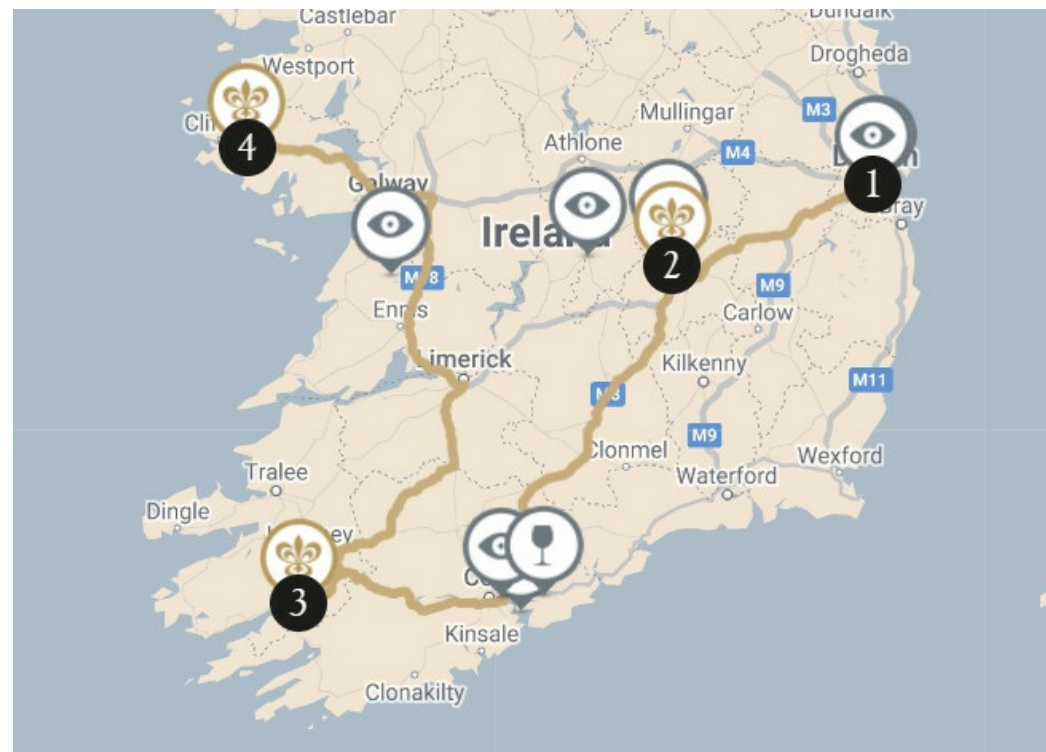 Castlebar
Drogheda
Westport
M3
Mullingar
Athlone
M4
4
Galway
1
Ireland
2
M9
Carlow
Ennis
Limerick
Kilkenny
M11
M9
Clonmel
Wexford
Tralee
Waterford
Dingle
3
Kinsale
Clonakilty